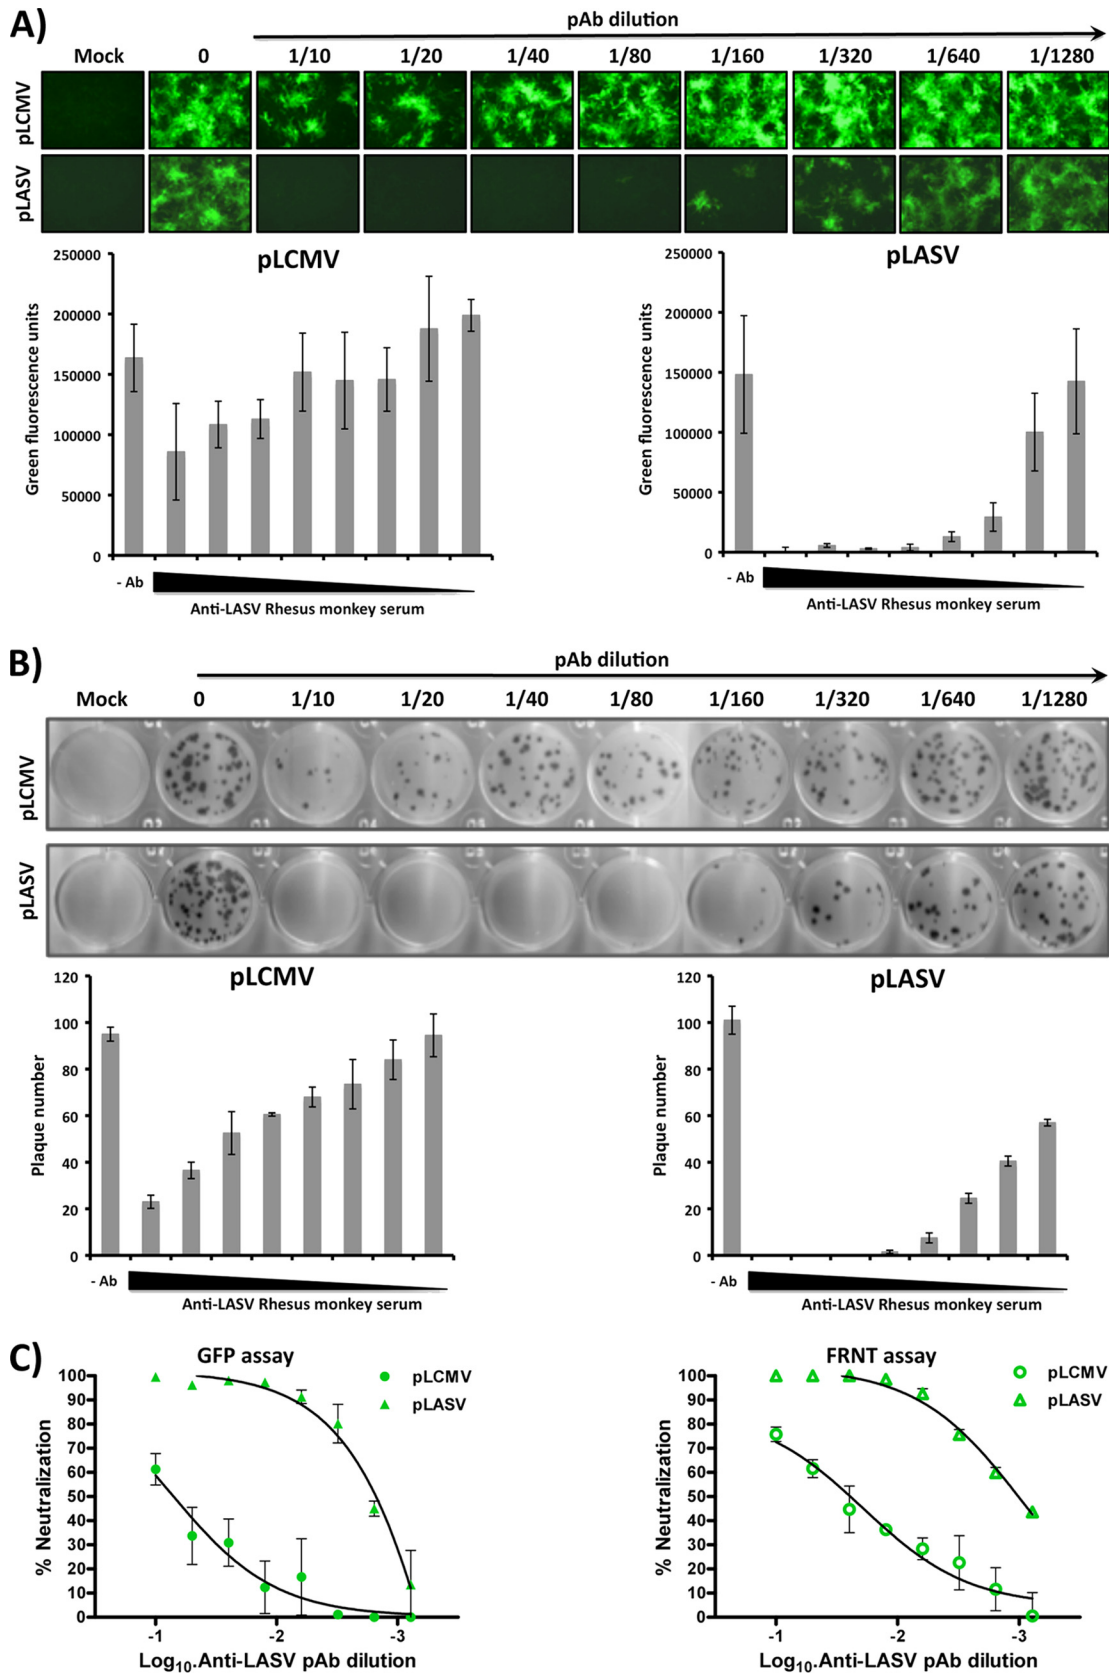 A)
pAb dilution
Mock 0 1/10 1/20 1/40 1/80 1/160 1/320 1/640 1/1280
pLCMV
pLASV
pLCMV
Green fluorescence units
250000
200000
150000
100000
50000
0
- Ab
Anti-LASV Rhesus monkey serum
pLASV
Green fluorescence units
250000
200000
150000
100000
50000
0
- Ab
Anti-LASV Rhesus monkey serum
B)
pAb dilution
Mock 0 1/10 1/20 1/40 1/80 1/160 1/320 1/640 1/1280
pLCMV
pLASV
pLCMV
Plaque number
120
100
80
60
40
20
0
- Ab
Anti-LASV Rhesus monkey serum
pLASV
Plaque number
120
100
80
60
40
20
0
- Ab
Anti-LASV Rhesus monkey serum
C)
GFP assay
pLCMV
pLASV
% Neutralization
100
90
80
70
60
50
40
30
20
10
0
-1 -2 -3
Log10.Anti-LASV pAb dilution
FRNT assay
pLCMV
pLASV
% Neutralization
100
90
80
70
60
50
40
30
20
10
0
-1 -2 -3
Log10.Anti-LASV pAb dilution